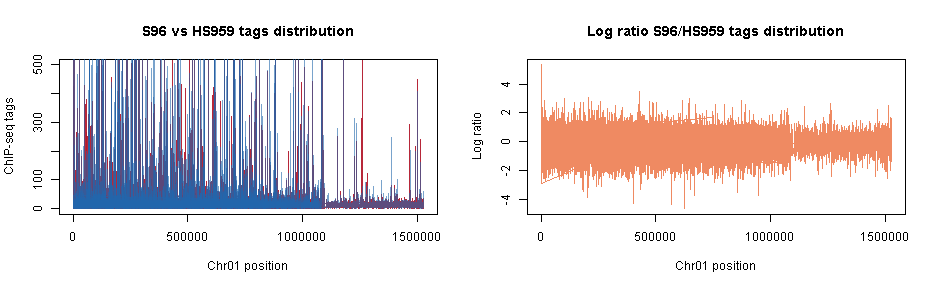 S96 vs HS959 tags distribution
ChIP-seq tags
500
300
100
0
0
500000
1000000
1500000
Chr01 position
Log ratio S96/HS959 tags distribution
Log ratio
4
2
0
-2
-4
0
500000
1000000
1500000
Chr01 position